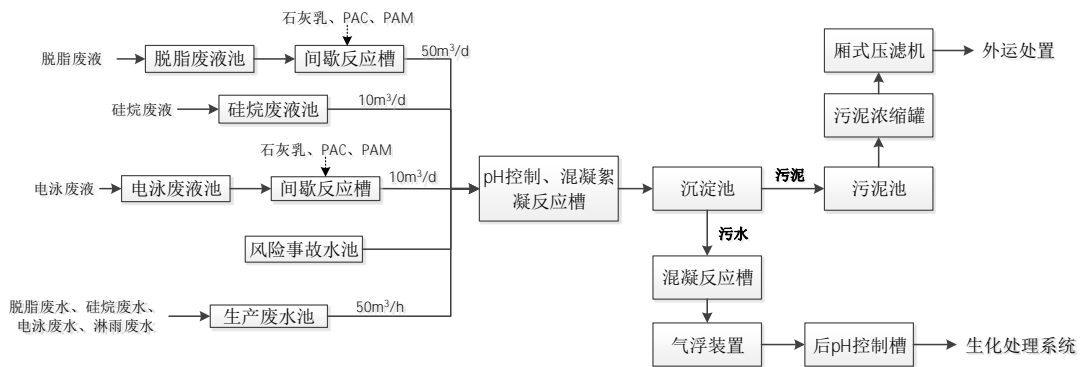 石灰乳、PAC、PAM
脱脂废液
脱脂废液池
间歇反应槽
50m³/d
硅烷废液
硅烷废液池
10m³/d
石灰乳、PAC、PAM
电泳废液
电泳废液池
间歇反应槽
10m³/d
风险事故水池
脱脂废水、硅烷废水、
电泳废水、淋雨废水
生产废水池
50m³/h
pH控制、混凝絮
凝反应槽
沉淀池
污泥
污泥池
污泥浓缩罐
厢式压滤机
外运处置
污水
混凝反应槽
气浮装置
后pH控制槽
生化处理系统